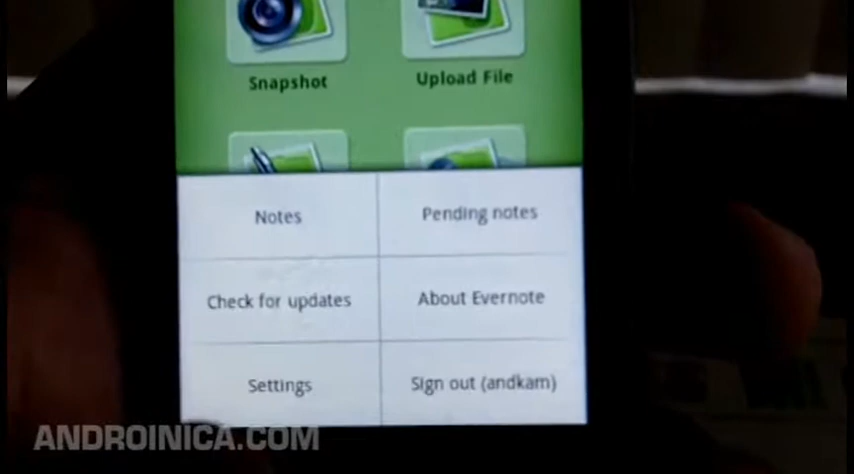 Snapshot
Upload File
Notes
Pending notes
Check for updates
About Evernote
Settings
Sign out (andkam)
ANDROINICA.COM